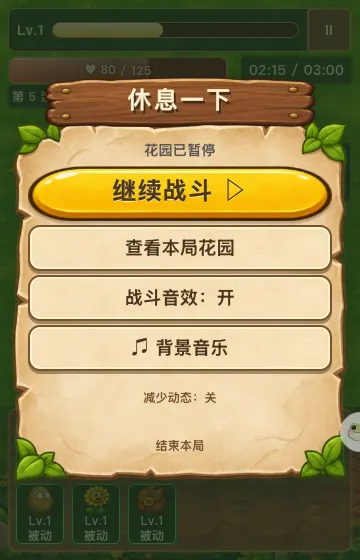 Lv.1
II
♥ 80 / 125
02:15 / 03:00
第 5
休息一下
花园已暂停
继续战斗 ▷
查看本局花园
战斗音效：开
♫ 背景音乐
减少动态：关
结束本局
Lv.1 Lv.1 Lv.1
被动 被动 被动